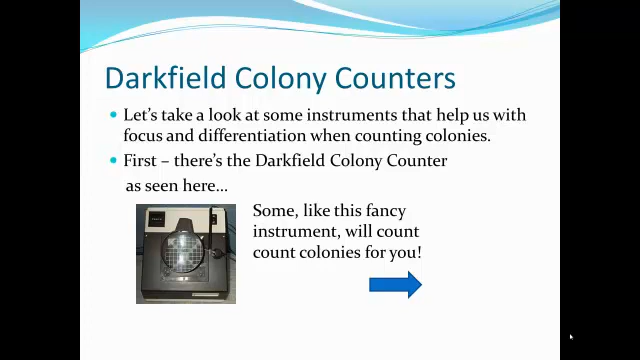 Darkfield Colony Counters
Let's take a look at some instruments that help us with
focus and differentiation when counting colonies.
First – there's the Darkfield Colony Counter
as seen here...
Some, like this fancy
instrument, will count
count colonies for you!